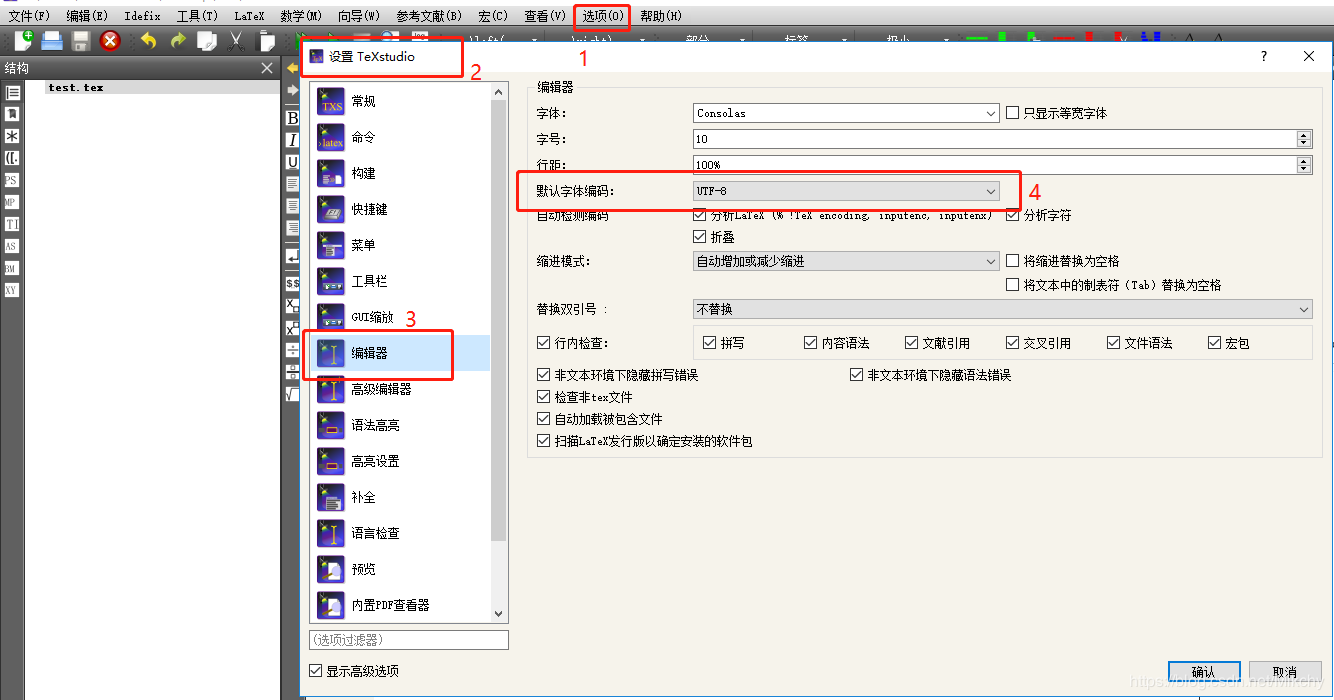 文件(F) 编辑(E) Idefix 工具(T) LaTeX 数学(M) 向导(W) 参考文献(B) 宏(C) 查看(V) 选项(O) 帮助(H)
1
结构
test.tex
B
I
U
PS
MP
TI
AS
BM
XY
$$
设置 TeXstudio
2
?
常规
命令
构建
快捷键
菜单
工具栏
GUI缩放
3
编辑器
高级编辑器
语法高亮
高亮设置
补全
语言检查
预览
内置PDF查看器
(选项过滤器)
显示高级选项
编辑器
字体: Consolas 只显示等宽字体
字号: 10
行距: 100%
默认字体编码: UTF-8
4
自动检测编码 分析LaTeX (% !TeX encoding, inputenc, inputenx) 分析字符
折叠
缩进模式: 自动增加或减少缩进 将缩进替换为空格
将文本中的制表符（Tab）替换为空格
替换双引号 : 不替换
行内检查: 拼写 内容语法 文献引用 交叉引用 文件语法 宏包
非文本环境下隐藏拼写错误 非文本环境下隐藏语法错误
检查非tex文件
自动加载被包含文件
扫描LaTeX发行版以确定安装的软件包
确认 取消